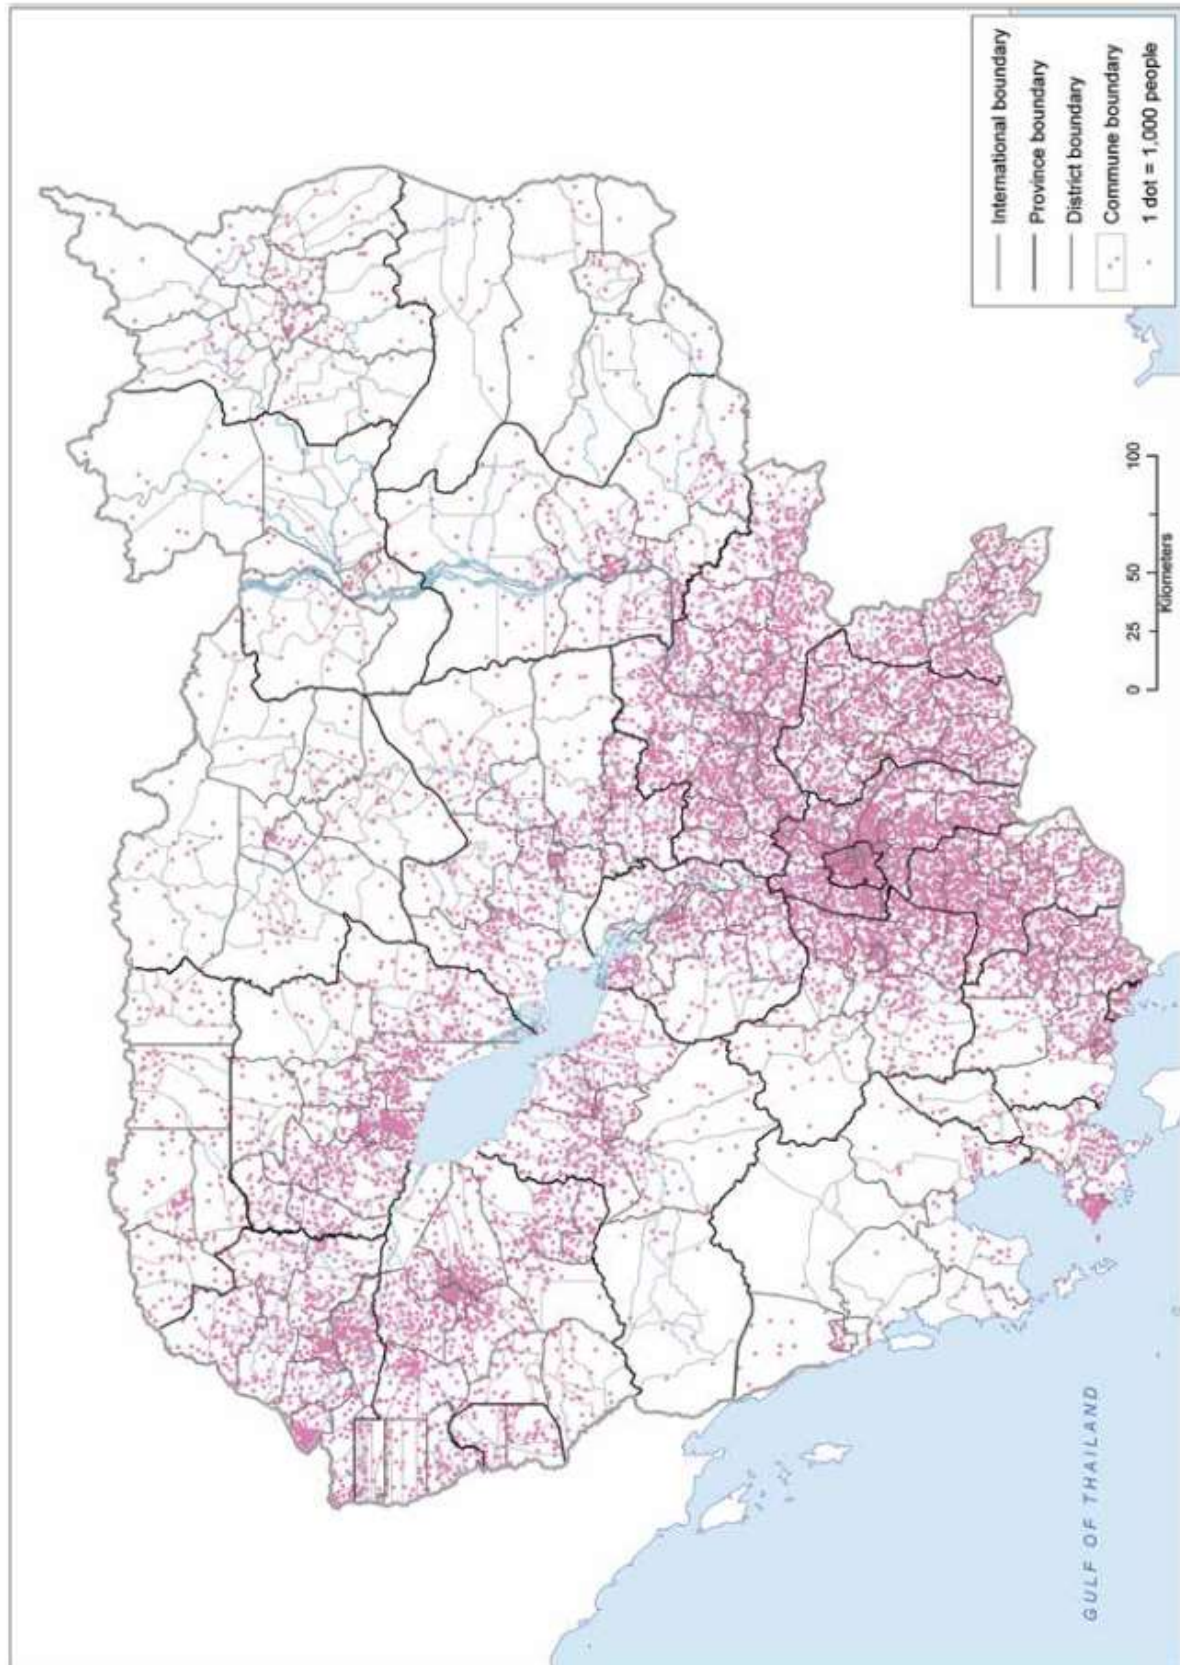 International boundary
Province boundary
District boundary
Commune boundary
1 dot = 1,000 people
0 25 50 100
Kilometers
GULF OF THAILAND